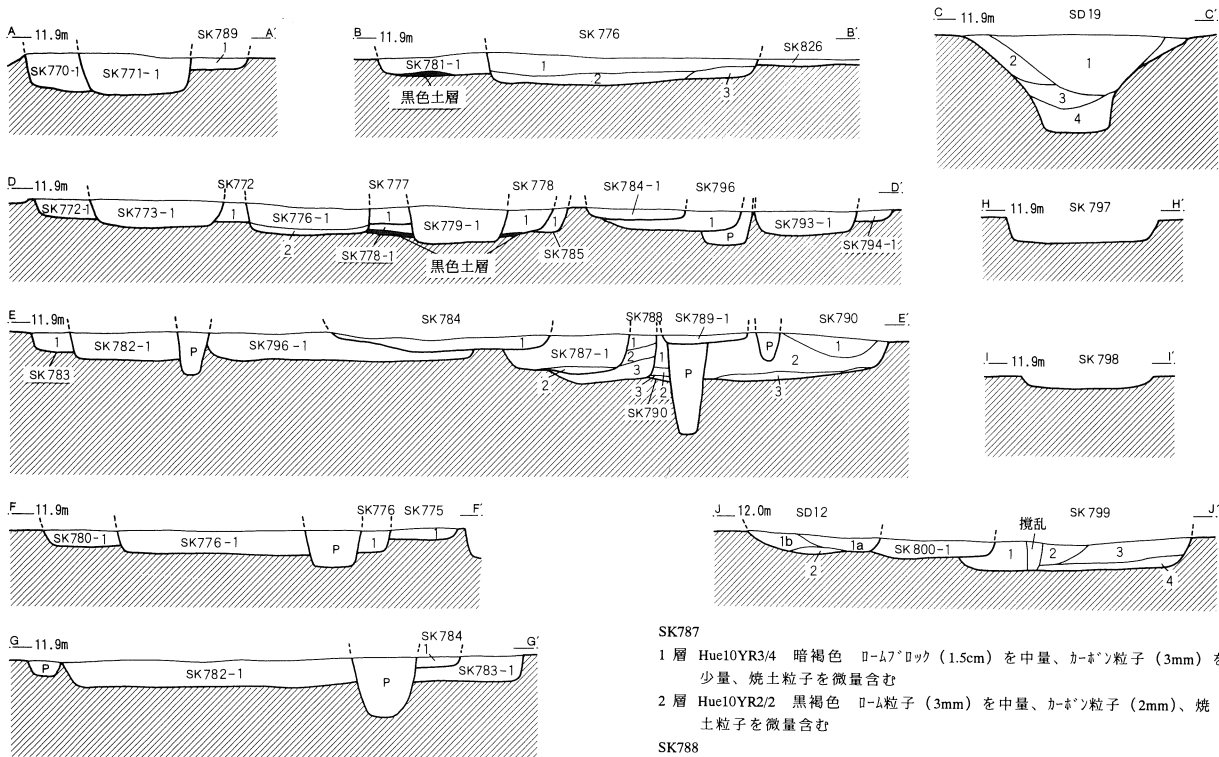 A 11.9m SK789 A´
1
SK770-1 SK771-1
B 11.9m SK776 B´
SK826
SK781-1 1 2 3
黒色土層
C 11.9m SD19 C´
1 2 3 4
D 11.9m SK772 SK777 SK778 SK784-1 SK796 D´
SK772-1 SK773-1 1 SK776-1 1 SK779-1 1 1 1 P SK793-1
2 SK778-1 黒色土層 SK785 SK794-1
H 11.9m SK797 H´
E 11.9m SK784 SK788 SK789-1 SK790 E´
1 SK782-1 P SK796-1 SK787-1 1 2 3 1 P P 1 2
SK783 2 3 2 3
SK790
I 11.9m SK798 I´
F 11.9m SK776 SK775 F´
SK780-1 SK776-1 P 1 1
J 12.0m SD12 撹乱 SK799 J´
1b 1a SK800-1 1 2 3
2 4
G 11.9m SK784 G´
1
P SK782-1 P SK783-1
SK787
1 層 Hue10YR3/4 暗褐色 ﾛｰﾑﾌﾞﾛｯｸ（1.5cm）を中量、ｶｰﾎﾞﾝ粒子（3mm）を
少量、焼土粒子を微量含む
2 層 Hue10YR2/2 黒褐色 ﾛｰﾑ粒子（3mm）を中量、ｶｰﾎﾞﾝ粒子（2mm）、焼
土粒子を微量含む
SK788